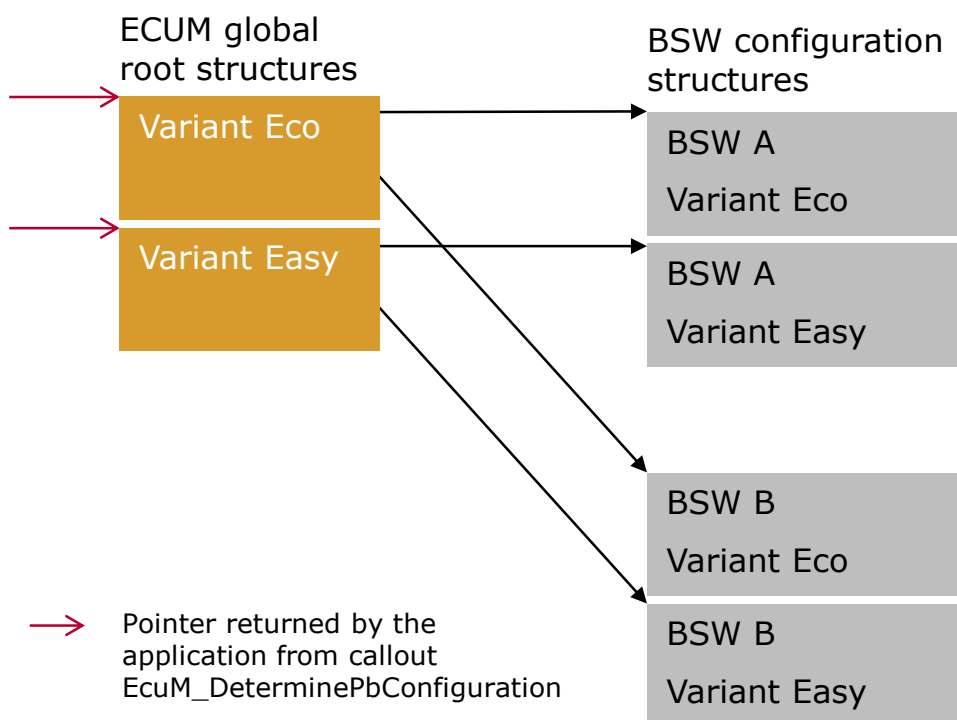 ECUM global
root structures
Variant Eco
Variant Easy
BSW configuration
structures
BSW A
Variant Eco
BSW A
Variant Easy
BSW B
Variant Eco
BSW B
Variant Easy
Pointer returned by the
application from callout
EcuM_DeterminePbConfiguration